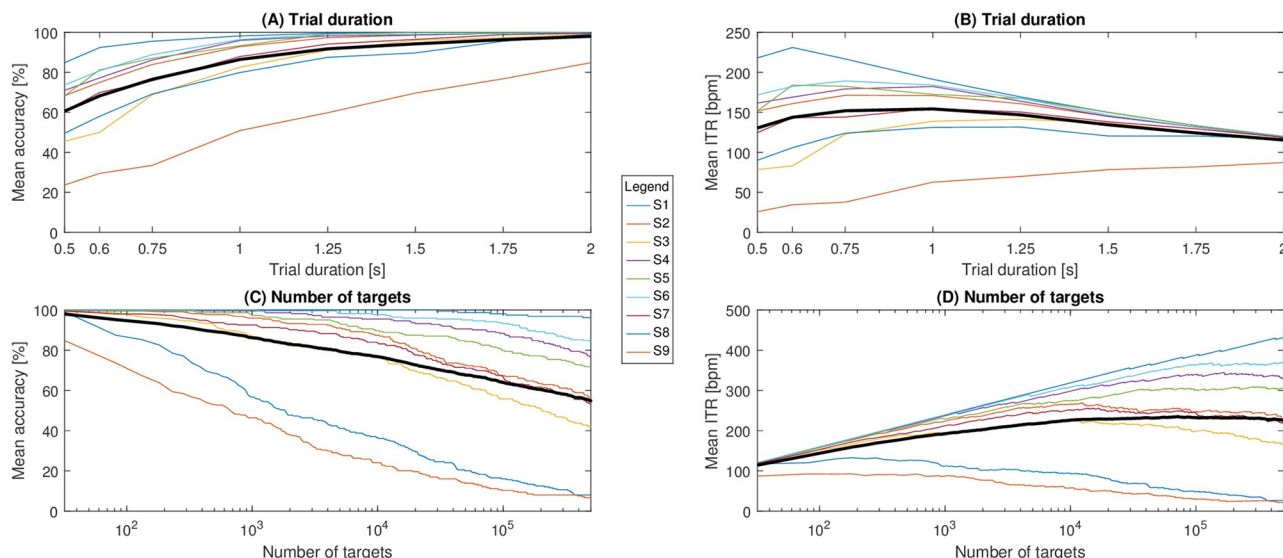 (A) Trial duration
Mean accuracy [%]
100
80
60
40
20
0
0.5 0.6 0.75 1 1.25 1.5 1.75 2
Trial duration [s]
(B) Trial duration
Mean ITR [bpm]
250
200
150
100
50
0
0.5 0.6 0.75 1 1.25 1.5 1.75 2
Trial duration [s]
Legend
S1
S2
S3
S4
S5
S6
S7
S8
S9
(C) Number of targets
Mean accuracy [%]
100
80
60
40
20
0
10² 10³ 10⁴ 10⁵
Number of targets
(D) Number of targets
Mean ITR [bpm]
500
400
300
200
100
0
10² 10³ 10⁴ 10⁵
Number of targets